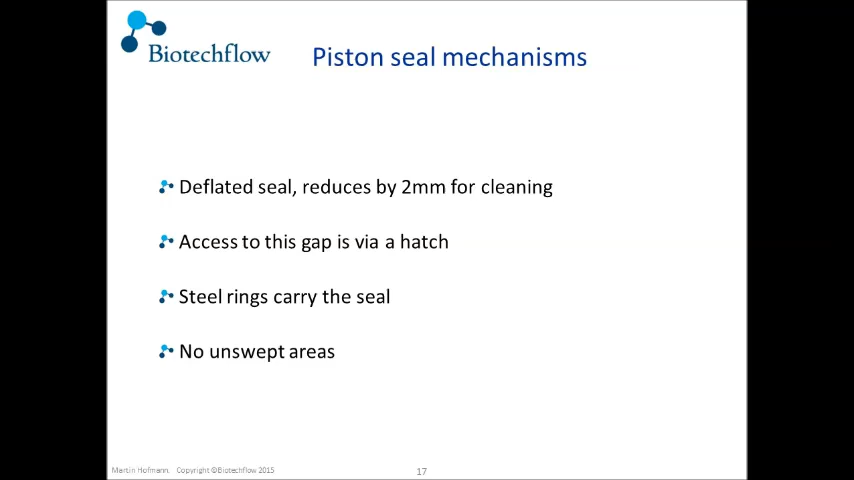 Biotechflow
Piston seal mechanisms
Deflated seal, reduces by 2mm for cleaning
Access to this gap is via a hatch
Steel rings carry the seal
No unswept areas
Martin Hofmann. Copyright ©Biotechflow 2015
17